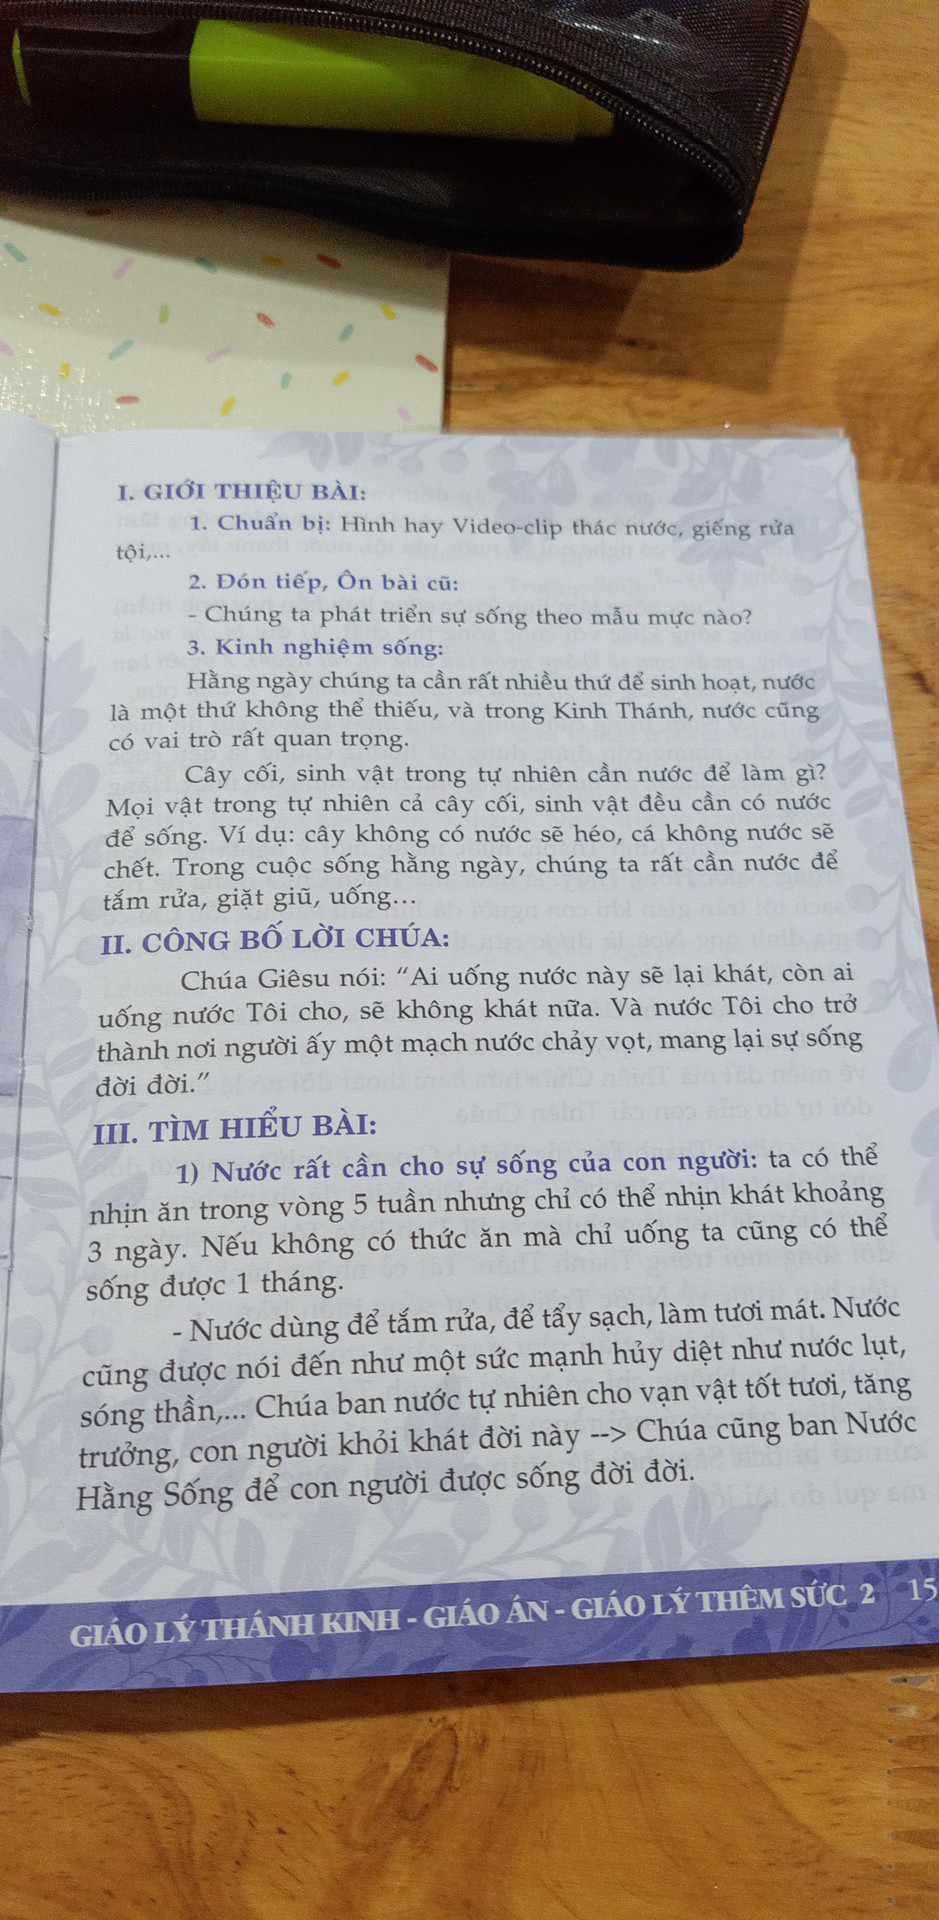 I. GIỚI THIỆU BÀI:
1. Chuẩn bị: Hình hay Video-clip thác nước, giếng rửa
tội,...
2. Đón tiếp, Ôn bài cũ:
- Chúng ta phát triển sự sống theo mẫu mực nào?
3. Kinh nghiệm sống:
Hằng ngày chúng ta cần rất nhiều thứ để sinh hoạt, nước
là một thứ không thể thiếu, và trong Kinh Thánh, nước cũng
có vai trò rất quan trọng.
Cây cối, sinh vật trong tự nhiên cần nước để làm gì?
Mọi vật trong tự nhiên cả cây cối, sinh vật đều cần có nước
để sống. Ví dụ: cây không có nước sẽ héo, cá không nước sẽ
chết. Trong cuộc sống hằng ngày, chúng ta rất cần nước để
tắm rửa, giặt giũ, uống...
II. CÔNG BỐ LỜI CHÚA:
Chúa Giêsu nói: “Ai uống nước này sẽ lại khát, còn ai
uống nước Tôi cho, sẽ không khát nữa. Và nước Tôi cho trở
thành nơi người ấy một mạch nước chảy vọt, mang lại sự sống
đời đời.”
III. TÌM HIỂU BÀI:
1) Nước rất cần cho sự sống của con người: ta có thể
nhịn ăn trong vòng 5 tuần nhưng chỉ có thể nhịn khát khoảng
3 ngày. Nếu không có thức ăn mà chỉ uống ta cũng có thể
sống được 1 tháng.
- Nước dùng để tắm rửa, để tẩy sạch, làm tươi mát. Nước
cũng được nói đến như một sức mạnh hủy diệt như nước lụt,
sóng thần,... Chúa ban nước tự nhiên cho vạn vật tốt tươi, tăng
trưởng, con người khỏi khát đời này --> Chúa cũng ban Nước
Hằng Sống để con người được sống đời đời.
GIÁO LÝ THÁNH KINH - GIÁO ÁN - GIÁO LÝ THÊM SỨC 2 15